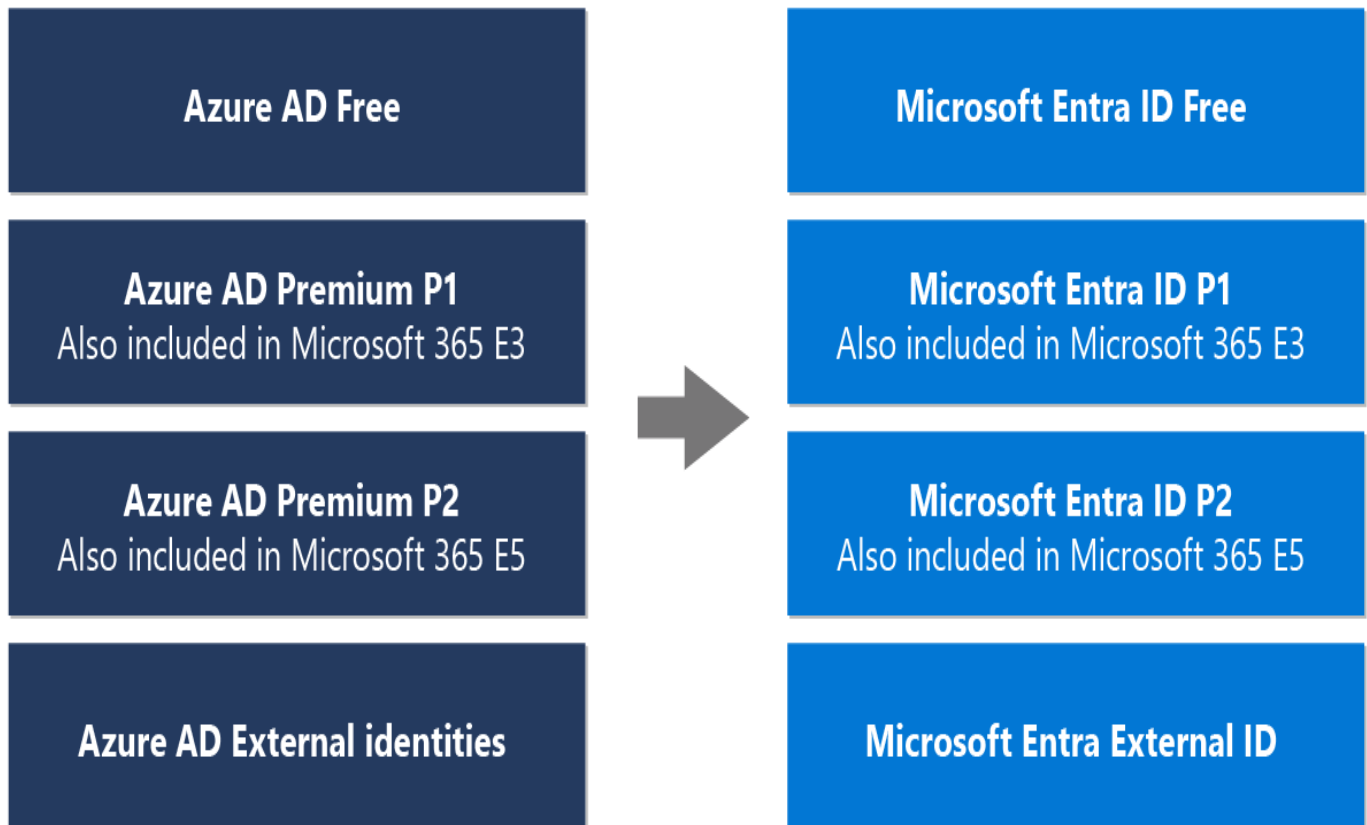 Azure AD Free
Azure AD Premium P1
Also included in Microsoft 365 E3
Azure AD Premium P2
Also included in Microsoft 365 E5
Azure AD External identities
Microsoft Entra ID Free
Microsoft Entra ID P1
Also included in Microsoft 365 E3
Microsoft Entra ID P2
Also included in Microsoft 365 E5
Microsoft Entra External ID